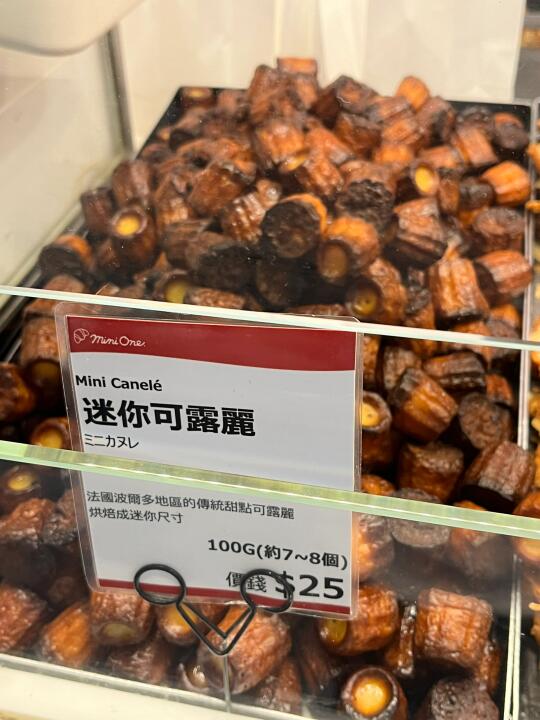 Mini One
Mini Canelé
迷你可露麗
ミニカヌレ
法國波爾多地區的傳統甜點可露麗
烘焙成迷你尺寸
100G(約7~8個)
價錢 $25